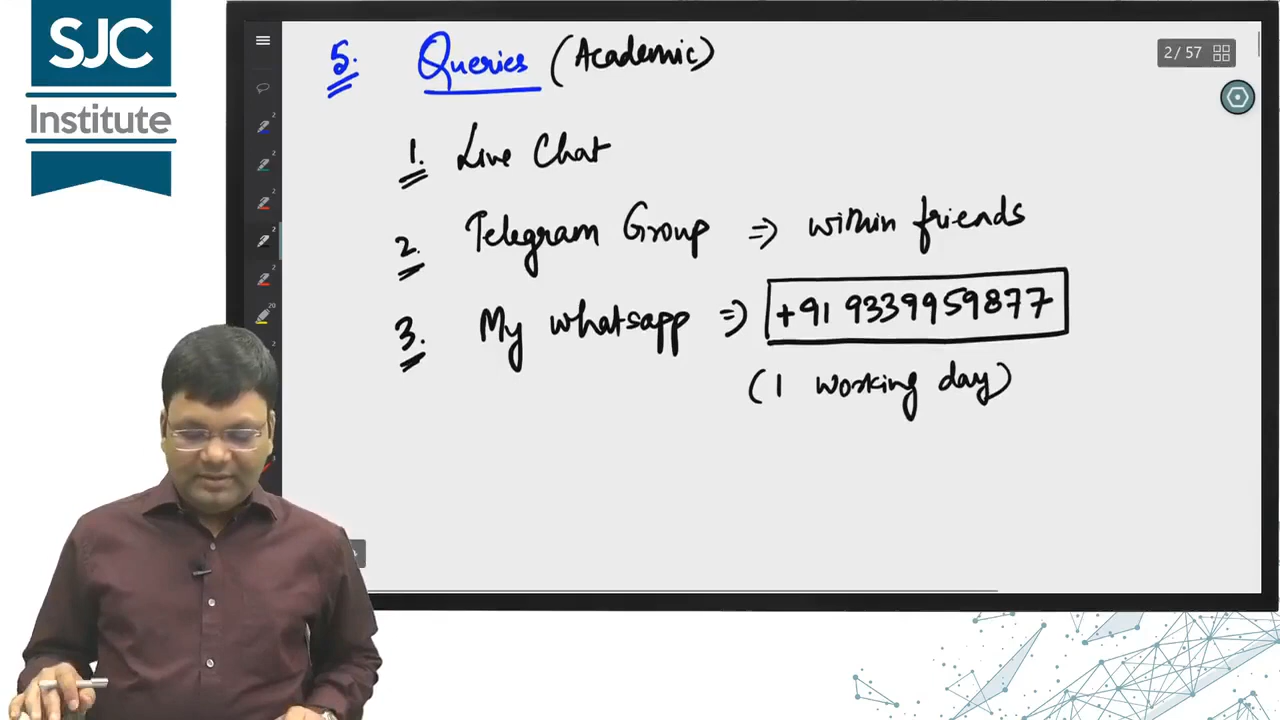 SJC
Institute
2 / 57
5. Queries (Academic)
1. Live Chat
2. Telegram Group => within friends
3. My whatsapp => +91 9339959877
(1 working day)